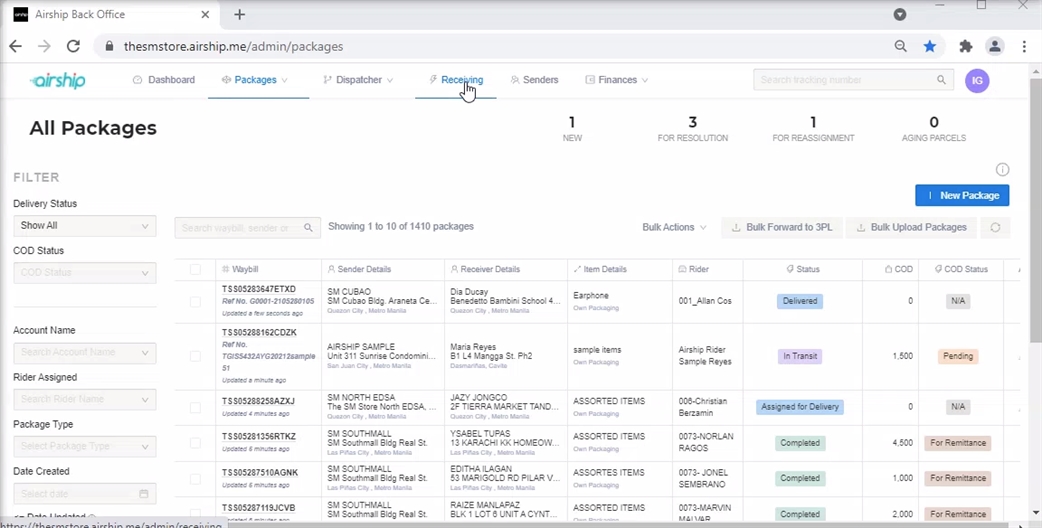 Airship Back Office
thesmstore.airship.me/admin/packages
airship
Dashboard
Packages
Dispatcher
Receiving
Senders
Finances
Search tracking number
IG
All Packages
1
NEW
3
FOR RESOLUTION
1
FOR REASSIGNMENT
0
AGING PARCELS
New Package
FILTER
Delivery Status
Show All
COD Status
COD Status
Account Name
Search Account Name
Rider Assigned
Search Rider Name
Package Type
Select Package Type
Date Created
Select date
Search waybill, sender or
Showing 1 to 10 of 1410 packages
Bulk Actions
Bulk Forward to 3PL
Bulk Upload Packages
Waybill
Sender Details
Receiver Details
Item Details
Rider
Status
COD
COD Status
TSS05283647ETXD
Ref No. G0001-2105280105
Updated a few seconds ago
SM CUBAO
SM Cubao Bldg. Araneta Ce...
Quezon City , Metro Manila
Dia Ducay
Benedetto Bambini School 4...
Quezon City , Metro Manila
Earphone
Own Packaging
001_Allan Cos
Delivered
0
N/A
TSS05288162CDZK
Ref No.
TGIS5432AYG20212sample
51
Updated a minute ago
AIRSHIP SAMPLE
Unit 311 Sunrise Condomini...
San Juan City , Metro Manila
Maria Reyes
B1 L4 Mangga St. Ph2
Dasmariñas, Cavite
sample items
Own Packaging
Airship Rider
Sample Reyes
In Transit
1,500
Pending
TSS05288258AZXJ
Updated 4 minutes ago
SM NORTH EDSA
The SM Store North EDSA, ...
Quezon City , Metro Manila
JAZY JONGCO
2F TIERRA MARKET TAND...
Quezon City , Metro Manila
ASSORTED ITEMS
Own Packaging
006-Christian
Berzamin
Assigned for Delivery
0
N/A
TSS05281356RTKZ
Updated 6 minutes ago
SM SOUTHMALL
SM Southmall Bldg Real St.
Las Piñas City , Metro Manila
YSABEL TUPAS
13 KARACHI KK HOMEOW...
Las Piñas City , Metro Manila
ASSORTED ITEMS
Own Packaging
0073-NORLAN
RAGOS
Completed
4,500
For Remittance
TSS05287510AGNK
Updated 6 minutes ago
SM SOUTHMALL
SM Southmall Bldg Real St.
Las Piñas City , Metro Manila
EDITHA ILAGAN
53 MARIGOLD RD PILAR V...
Las Piñas City , Metro Manila
ASSORTES ITEMS
Own Packaging
0073- JONEL
SEMBRANO
Completed
1,000
For Remittance
TSS05287119JCVB
Updated 6 minutes ago
SM SOUTHMALL
SM Southmall Bldg Real St.
RAIZE MANLAPAZ
BLK 1 LOT 8 UNIT A CYNT...
ASSORTED ITEMS
Own Packaging
0073-MARVIN
Completed
2,000
For Remittance
https://thesmstore.airship.me/admin/receiving